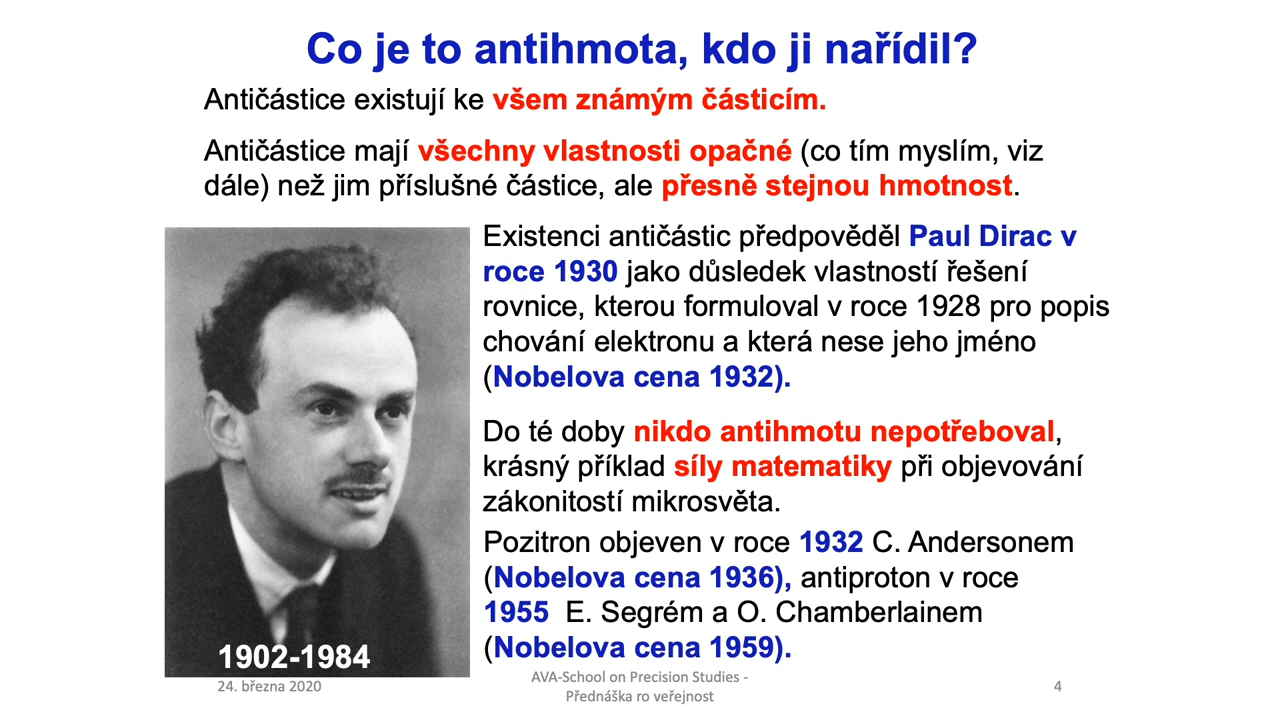 Co je to antihmota, kdo ji nařídil?
Antičástice existují ke všem známým částicím.
Antičástice mají všechny vlastnosti opačné (co tím myslím, viz
dále) než jim příslušné částice, ale přesně stejnou hmotnost.
Existenci antičástic předpověděl Paul Dirac v
roce 1930 jako důsledek vlastností řešení
rovnice, kterou formuloval v roce 1928 pro popis
chování elektronu a která nese jeho jméno
(Nobelova cena 1932).
Do té doby nikdo antihmotu nepotřeboval,
krásný příklad síly matematiky při objevování
zákonitostí mikrosvěta.
Pozitron objeven v roce 1932 C. Andersonem
(Nobelova cena 1936), antiproton v roce
1955 E. Segrém a O. Chamberlainem
(Nobelova cena 1959).
1902-1984
24. března 2020
AVA-School on Precision Studies -
Přednáška ro veřejnost
4